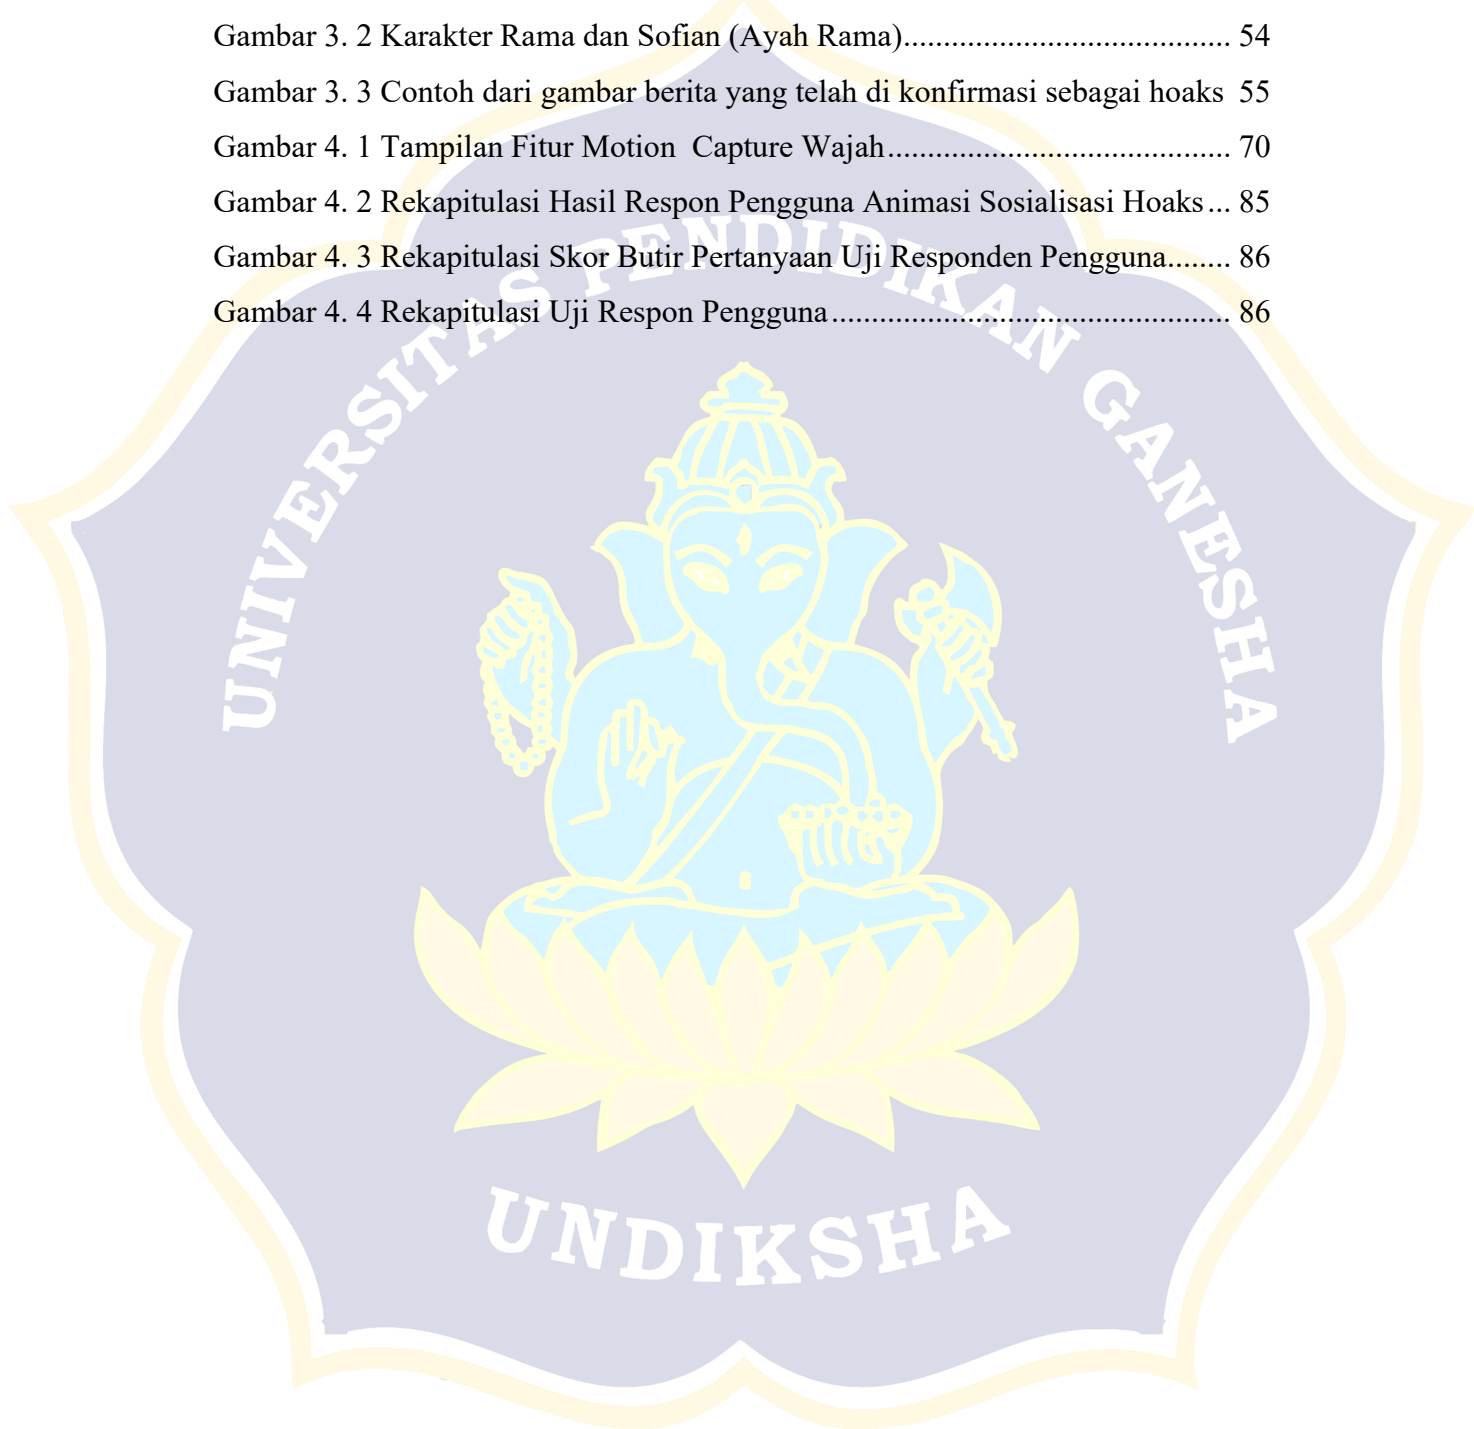 Gambar 3. 2 Karakter Rama dan Sofian (Ayah Rama)......................................... 54
Gambar 3. 3 Contoh dari gambar berita yang telah di konfirmasi sebagai hoaks 55
Gambar 4. 1 Tampilan Fitur Motion  Capture Wajah........................................... 70
Gambar 4. 2 Rekapitulasi Hasil Respon Pengguna Animasi Sosialisasi Hoaks... 85
Gambar 4. 3 Rekapitulasi Skor Butir Pertanyaan Uji Responden Pengguna........ 86
Gambar 4. 4 Rekapitulasi Uji Respon Pengguna.................................................. 86
UNIVERSITAS PENDIDIKAN GANESHA
UNDIKSHA